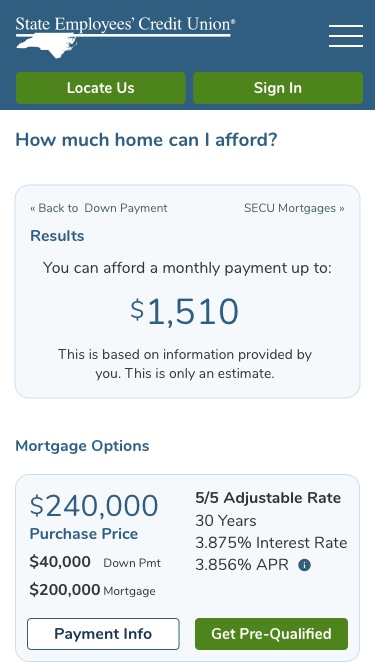 State Employees' Credit Union®
Locate Us
Sign In
How much home can I afford?
« Back to Down Payment
SECU Mortgages »
Results
You can afford a monthly payment up to:
$1,510
This is based on information provided by
you. This is only an estimate.
Mortgage Options
$240,000
Purchase Price
$40,000 Down Pmt
$200,000 Mortgage
5/5 Adjustable Rate
30 Years
3.875% Interest Rate
3.856% APR i
Payment Info
Get Pre-Qualified